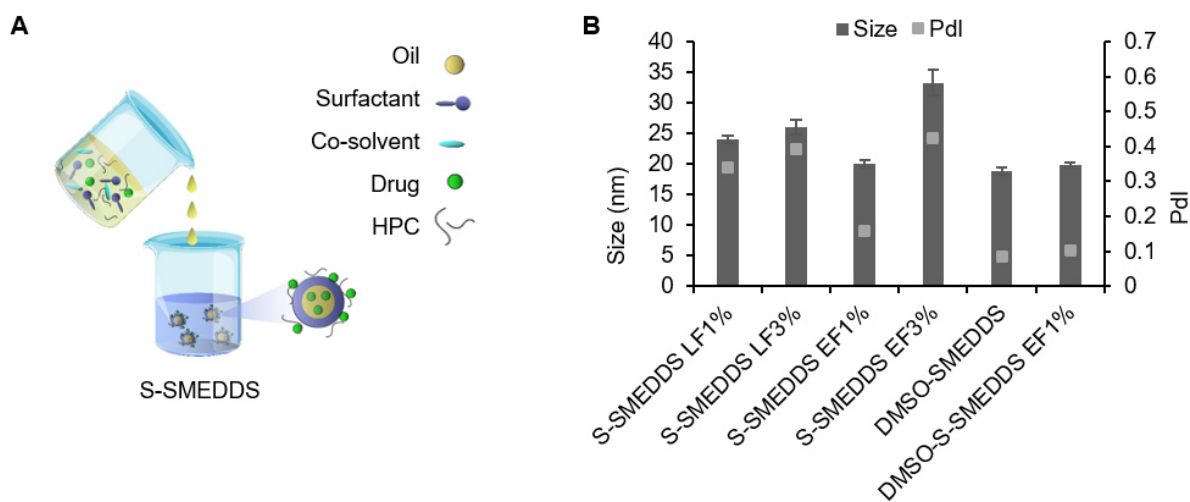 A
Oil
Surfactant
Co-solvent
Drug
HPC
S-SMEDDS
B
Size PdI
40
35
30
25
20
15
10
5
0
Size (nm)
0.7
0.6
0.5
0.4
0.3
0.2
0.1
0
PdI
S-SMEDDS LF1%
S-SMEDDS LF3%
S-SMEDDS EF1%
S-SMEDDS EF3%
DMSO-SMEDDS
DMSO-S-SMEDDS EF1%